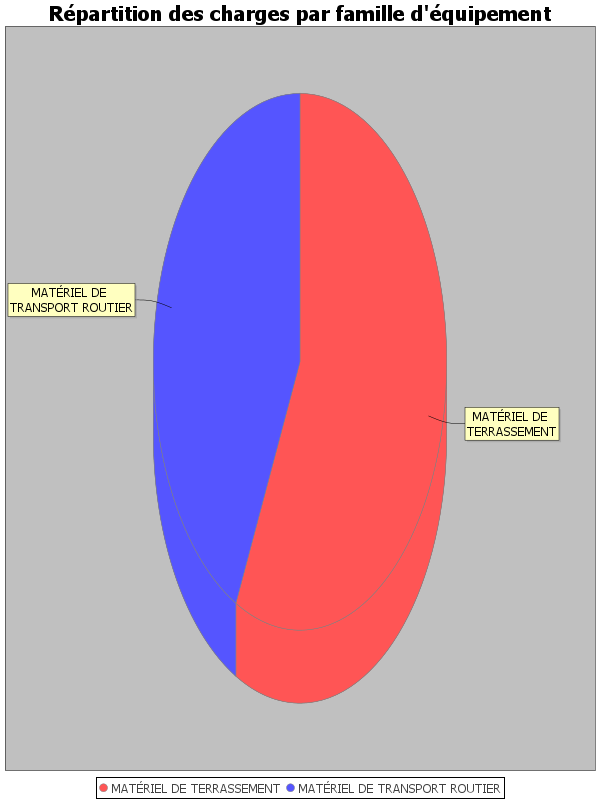 Répartition des charges par famille d'équipement
MATÉRIEL DE
TRANSPORT ROUTIER
MATÉRIEL DE
TERRASSEMENT
MATÉRIEL DE TERRASSEMENT MATÉRIEL DE TRANSPORT ROUTIER